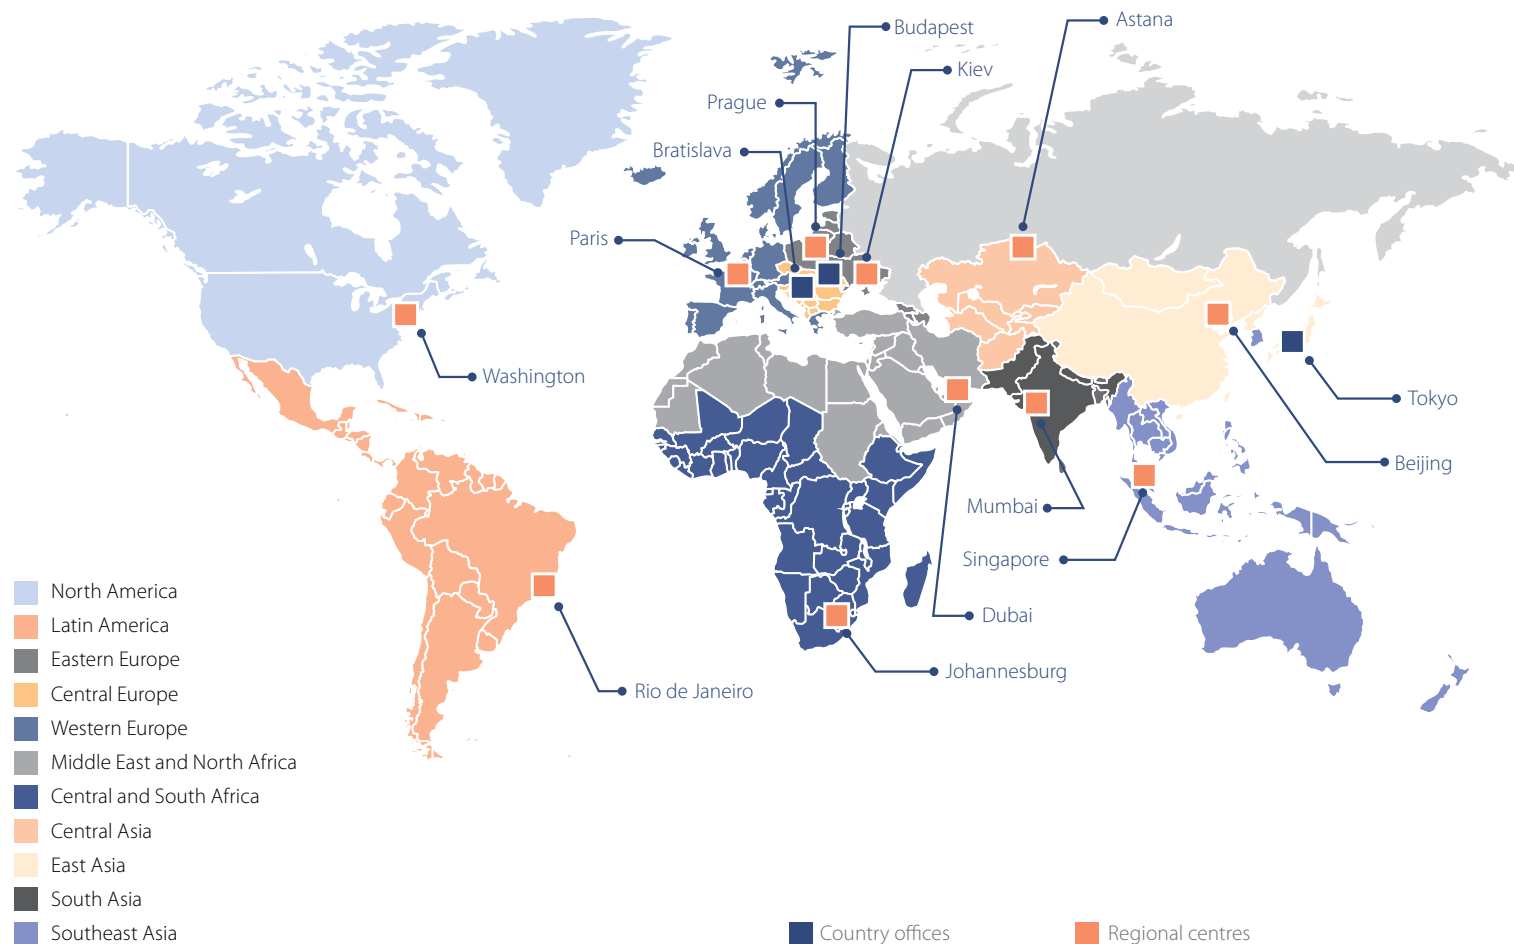 Astana
Budapest
Kiev
Prague
Bratislava
Paris
Washington
Tokyo
Beijing
Mumbai
Singapore
Dubai
Johannesburg
Rio de Janeiro
North America
Latin America
Eastern Europe
Central Europe
Western Europe
Middle East and North Africa
Central and South Africa
Central Asia
East Asia
South Asia
Southeast Asia
Country offices
Regional centres